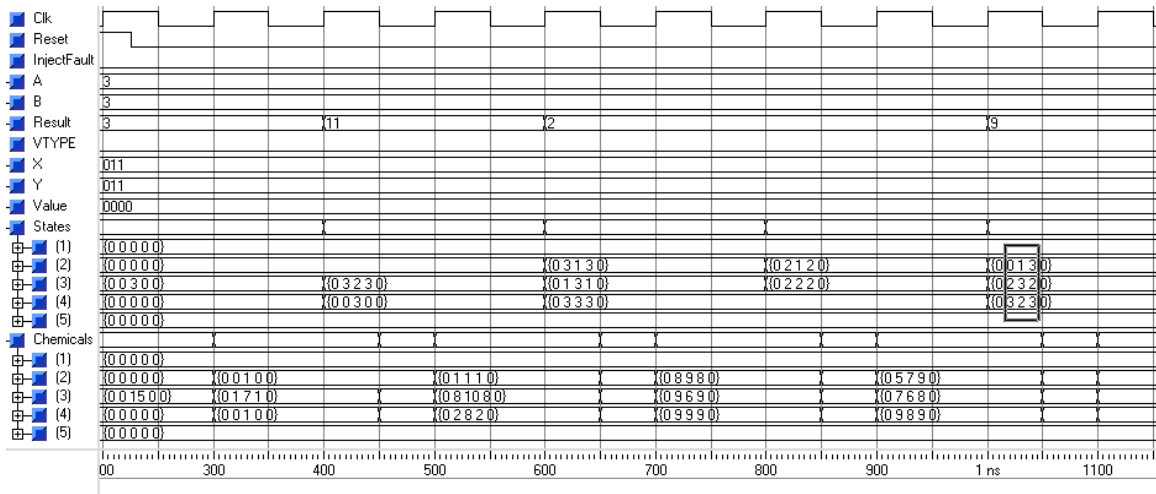 Clk
Reset
InjectFault
A 3
B 3
Result 3 11 2 9
VTYPE
X 011
Y 011
Value 0000
States
(1) {00000}
(2) {00000} {03130} {02120} {00130}
(3) {00300} {03230} {01310} {02220} {02320}
(4) {00000} {00300} {03330} {03230}
(5) {00000}
Chemicals
(1) {00000}
(2) {00000} {00100} {01110} {08980} {05790}
(3) {001500} {01710} {081080} {09690} {07680}
(4) {00000} {00100} {02820} {09990} {09890}
(5) {00000}
00 300 400 500 600 700 800 900 1 ns 1100